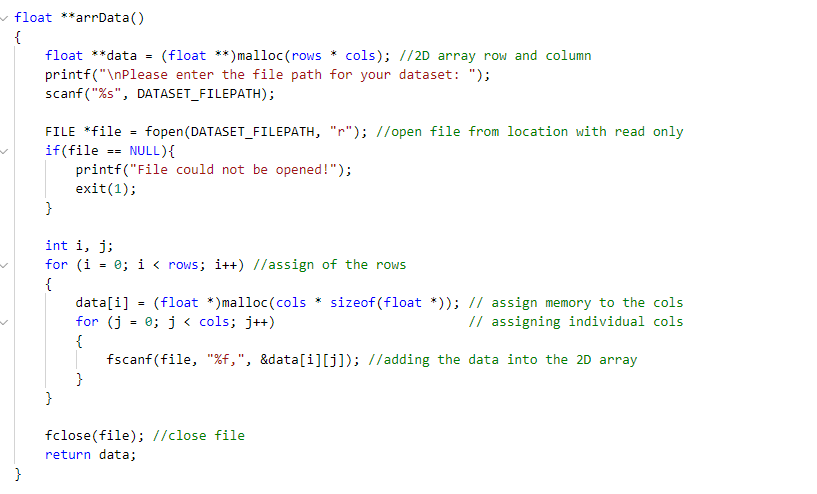 float **arrData()
{
    float **data = (float **)malloc(rows * cols); //2D array row and column
    printf("\nPlease enter the file path for your dataset: ");
    scanf("%s", DATASET_FILEPATH);

    FILE *file = fopen(DATASET_FILEPATH, "r"); //open file from location with read only
    if(file == NULL){
        printf("File could not be opened!");
        exit(1);
    }

    int i, j;
    for (i = 0; i < rows; i++) //assign of the rows
    {
        data[i] = (float *)malloc(cols * sizeof(float *)); // assign memory to the cols
        for (j = 0; j < cols; j++)                         // assigning individual cols
        {
            fscanf(file, "%f,", &data[i][j]); //adding the data into the 2D array
        }
    }

    fclose(file); //close file
    return data;
}